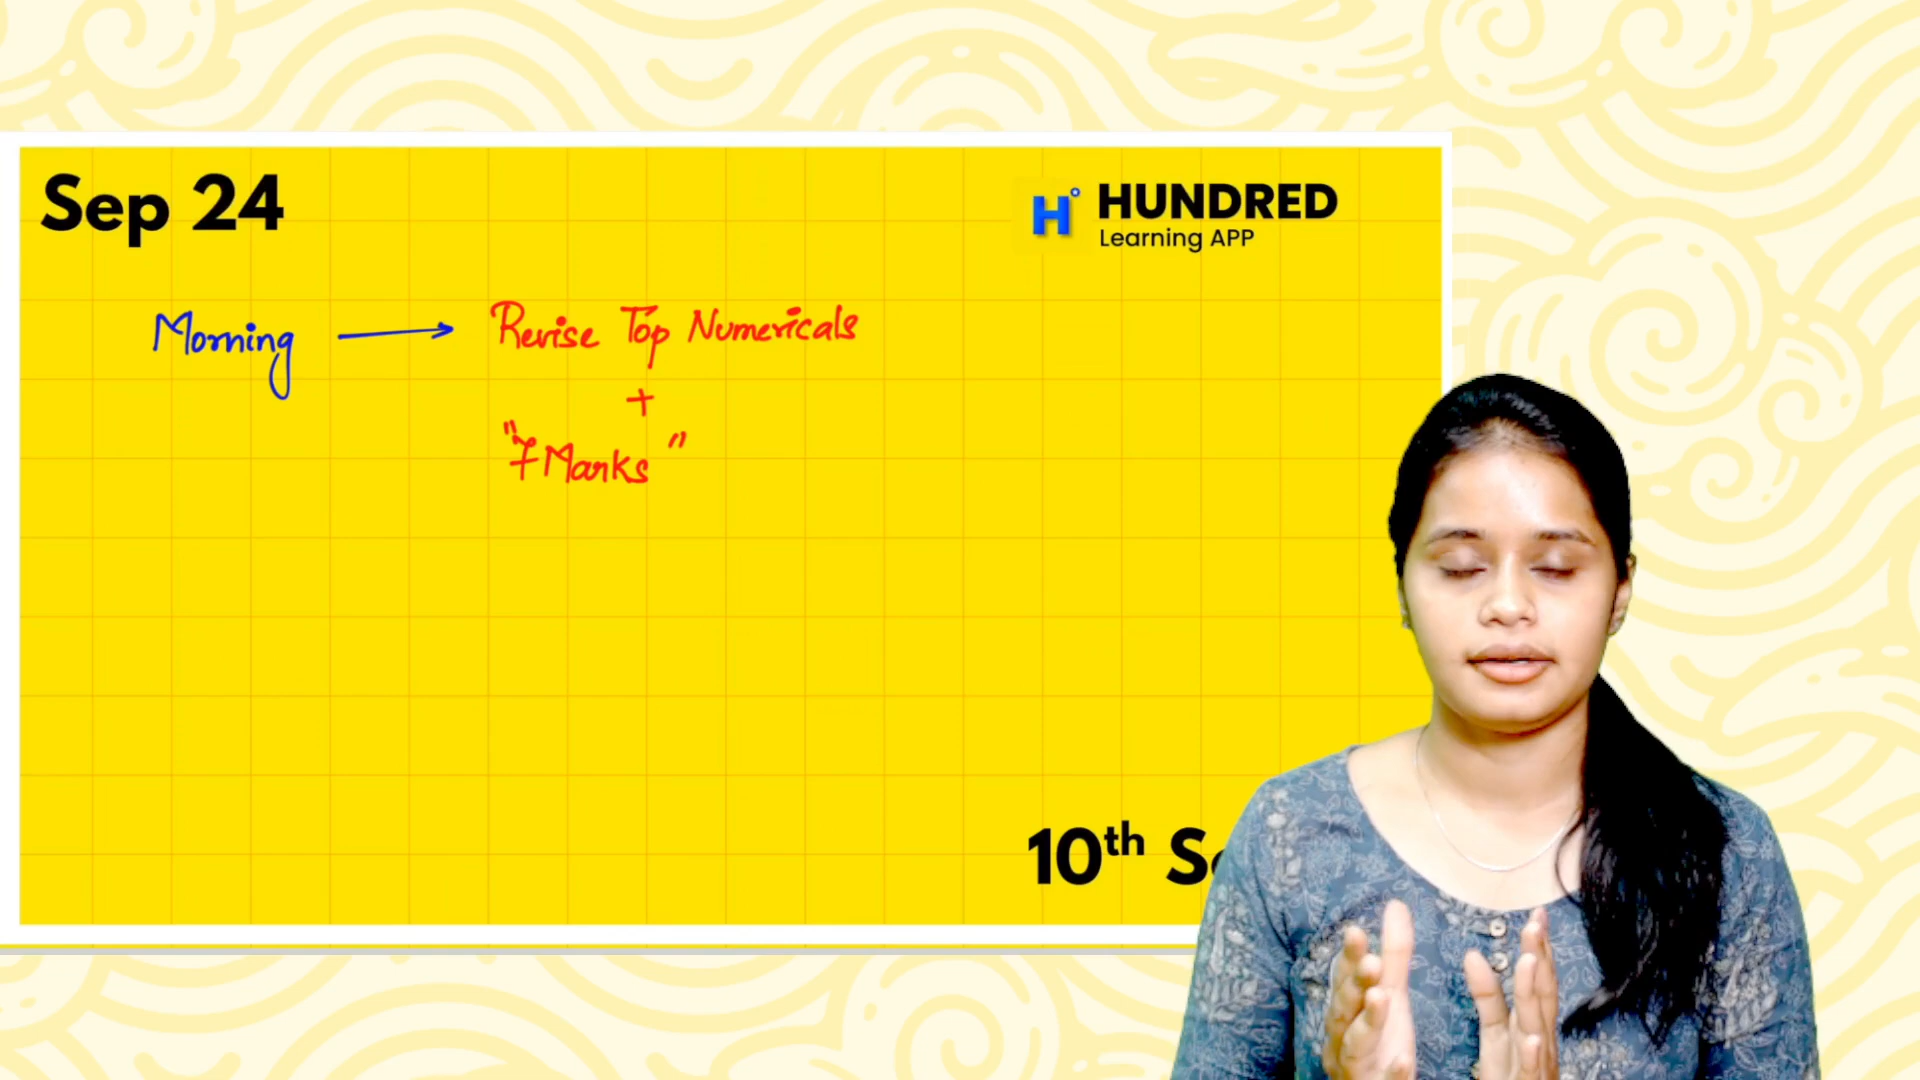 Sep 24
H HUNDRED
Learning APP
Morning → Revise Top Numericals
+
"7 Marks"
10th